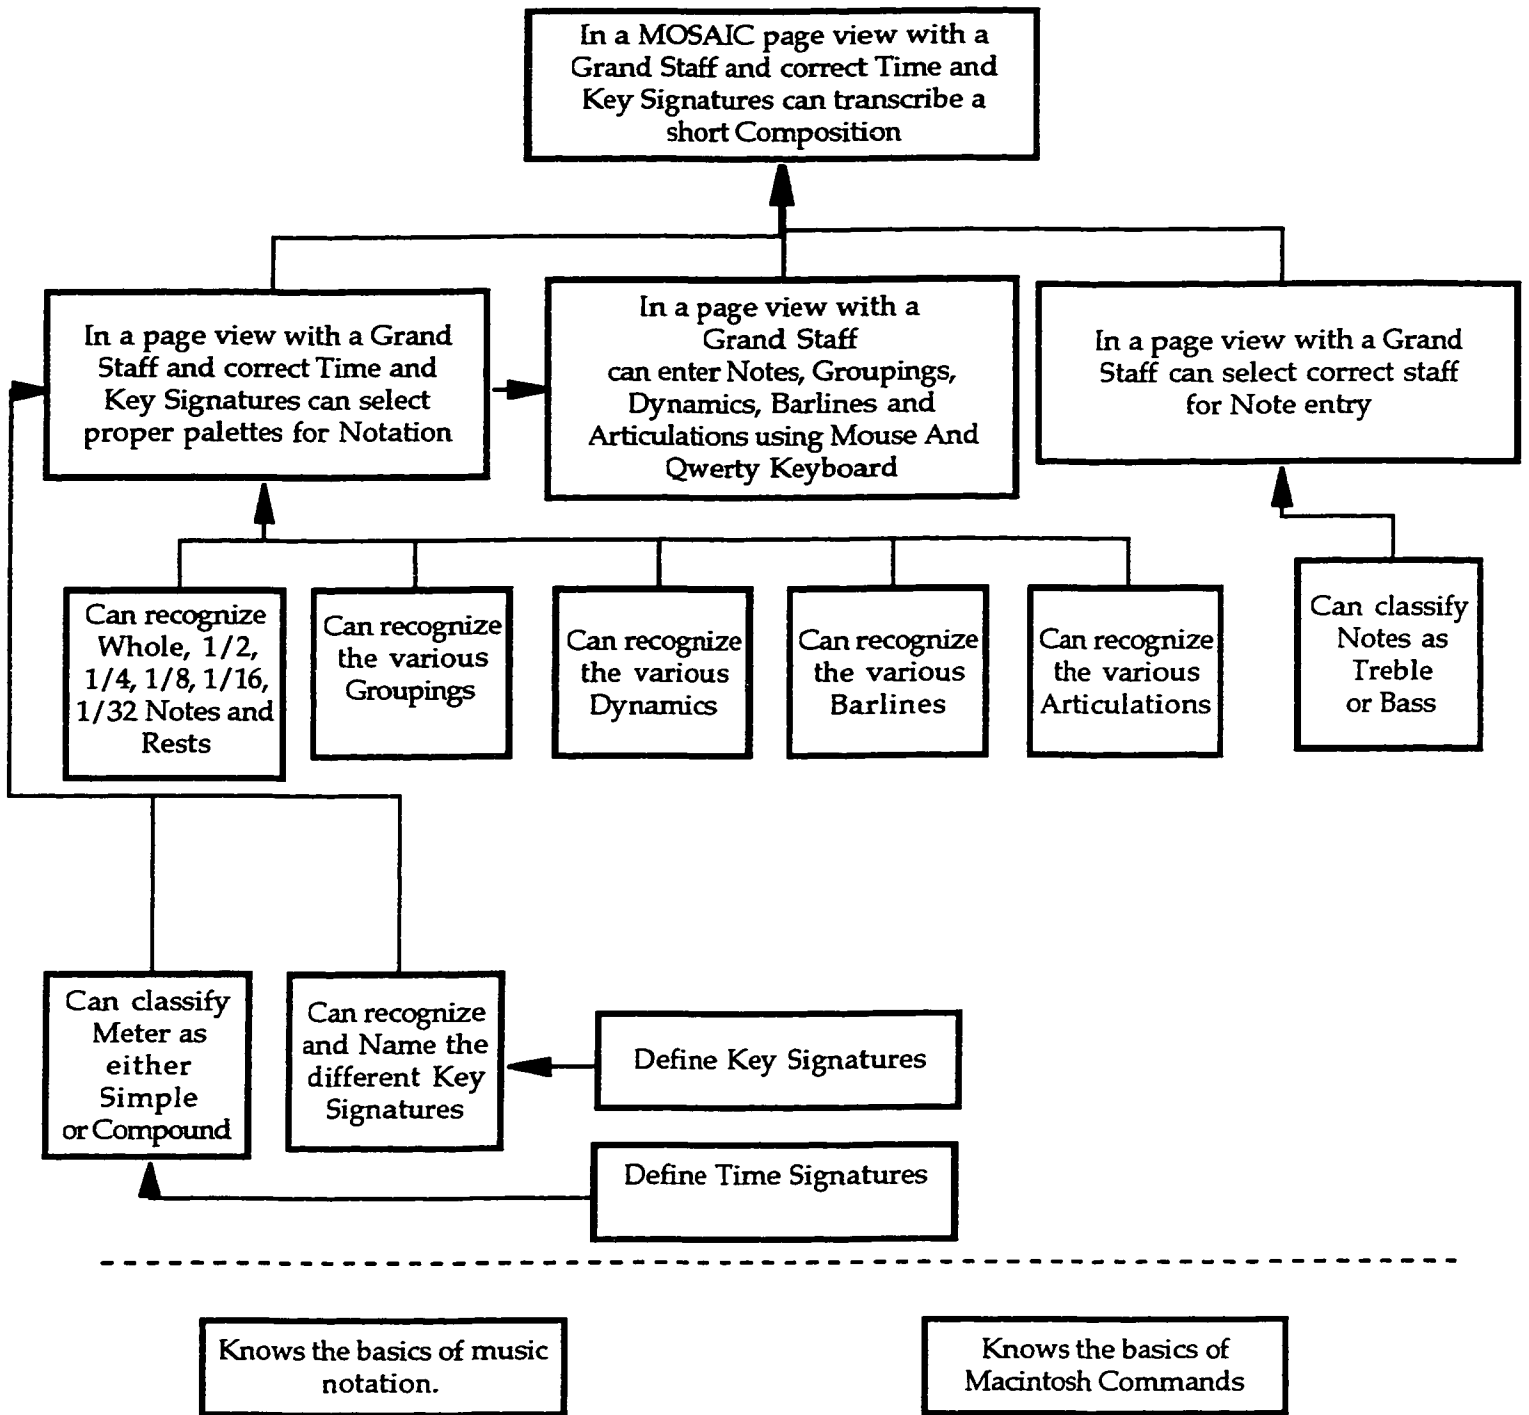 In a MOSAIC page view with a
Grand Staff and correct Time and
Key Signatures can transcribe a
short Composition
In a page view with a Grand
Staff and correct Time and
Key Signatures can select
proper palettes for Notation
In a page view with a
Grand Staff
can enter Notes, Groupings,
Dynamics, Barlines and
Articulations using Mouse And
Qwerty Keyboard
In a page view with a Grand
Staff can select correct staff
for Note entry
Can recognize
Whole, 1/2,
1/4, 1/8, 1/16,
1/32 Notes and
Rests
Can recognize
the various
Groupings
Can recognize
the various
Dynamics
Can recognize
the various
Barlines
Can recognize
the various
Articulations
Can classify
Notes as
Treble
or Bass
Can classify
Meter as
either
Simple
or Compound
Can recognize
and Name the
different Key
Signatures
Define Key Signatures
Define Time Signatures
Knows the basics of music
notation.
Knows the basics of
Macintosh Commands